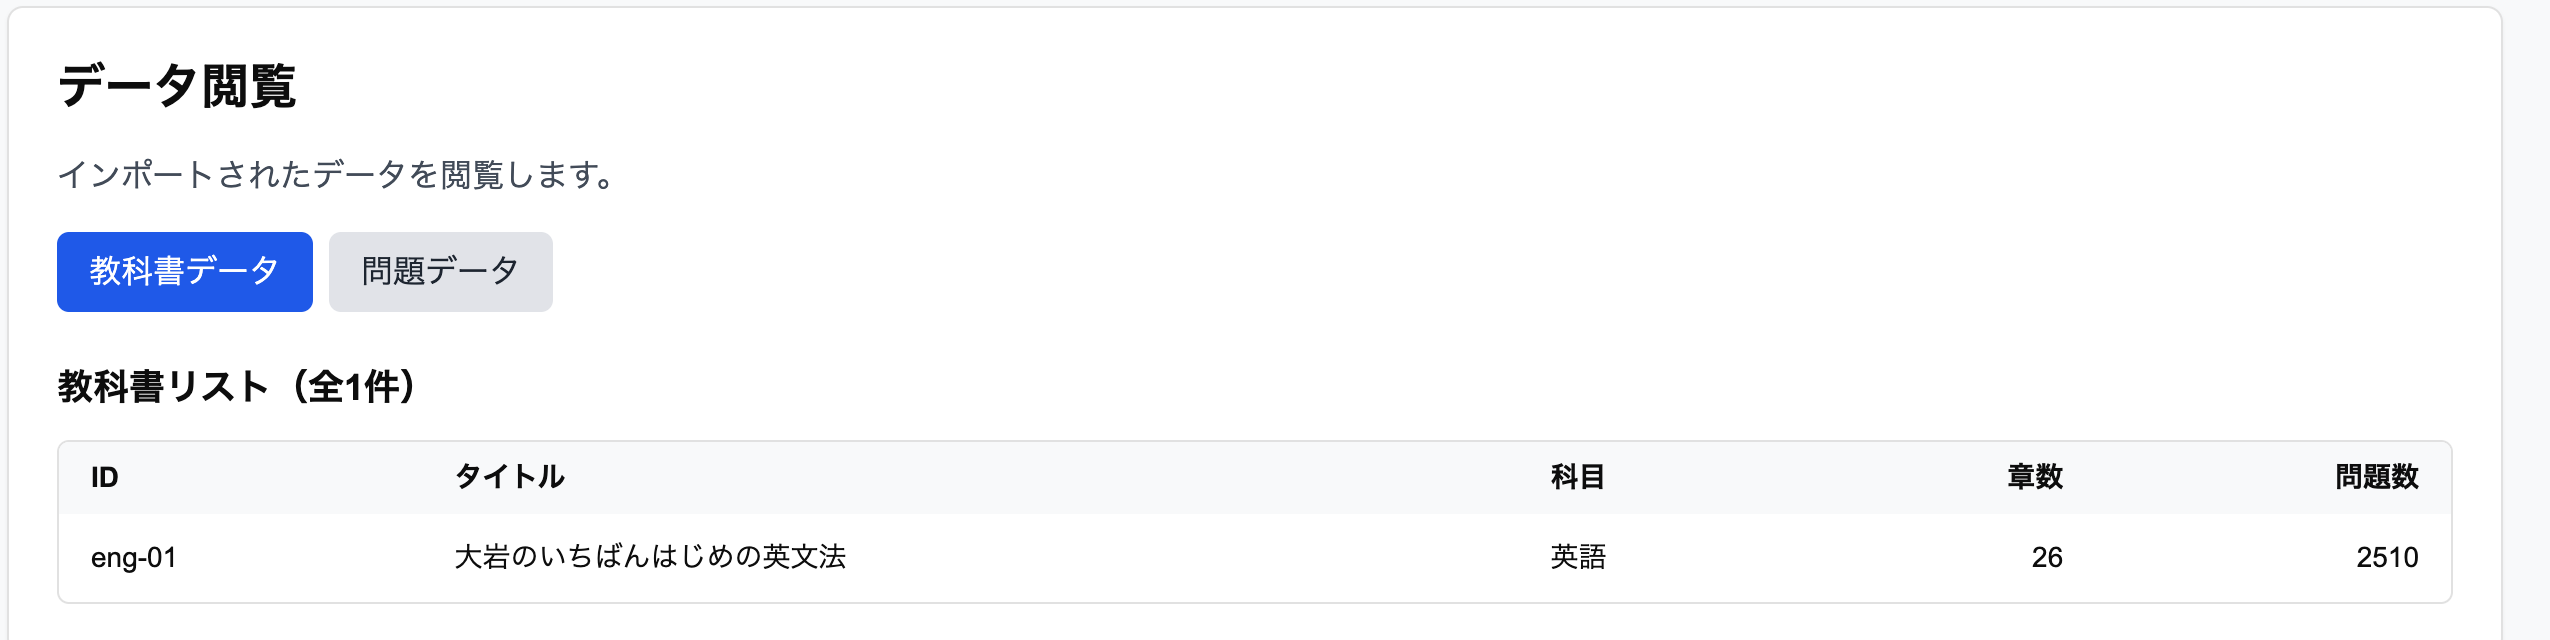 データ閲覧
インポートされたデータを閲覧します。
教科書データ 問題データ
教科書リスト（全1件）
ID タイトル 科目 章数 問題数
eng-01 大岩のいちばんはじめの英文法 英語 26 2510